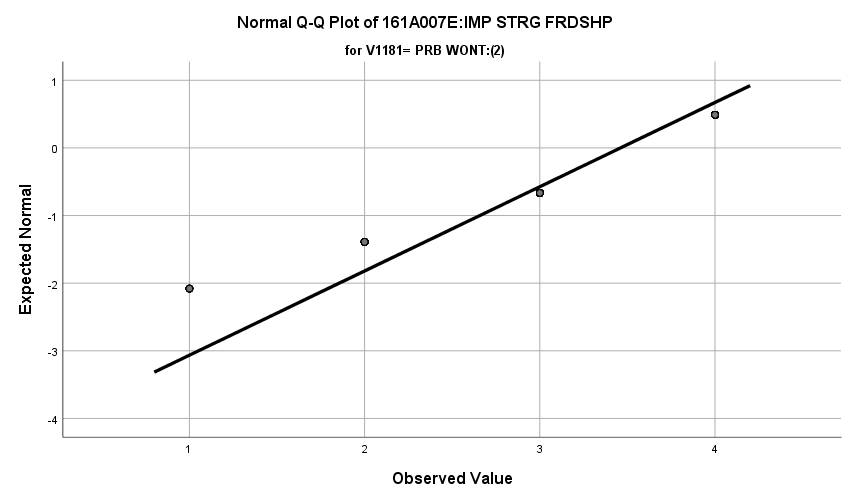 Normal Q-Q Plot of 161A007E:IMP STRG FRDSHP
for V1181= PRB WONT:(2)
1
0
-1
-2
-3
-4
Expected Normal
1 2 3 4
Observed Value